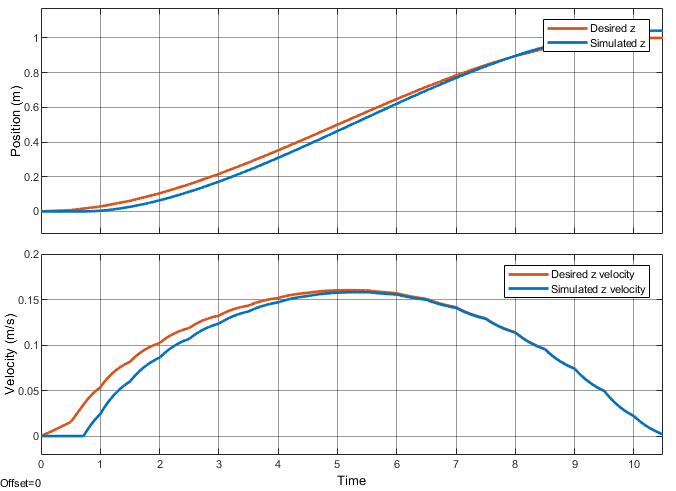 Desired z
Simulated z
1
0.8
0.6
0.4
0.2
0
Position (m)
Desired z velocity
Simulated z velocity
0.2
0.15
0.1
0.05
0
Velocity (m/s)
0 1 2 3 4 5 6 7 8 9 10
Time
Offset=0